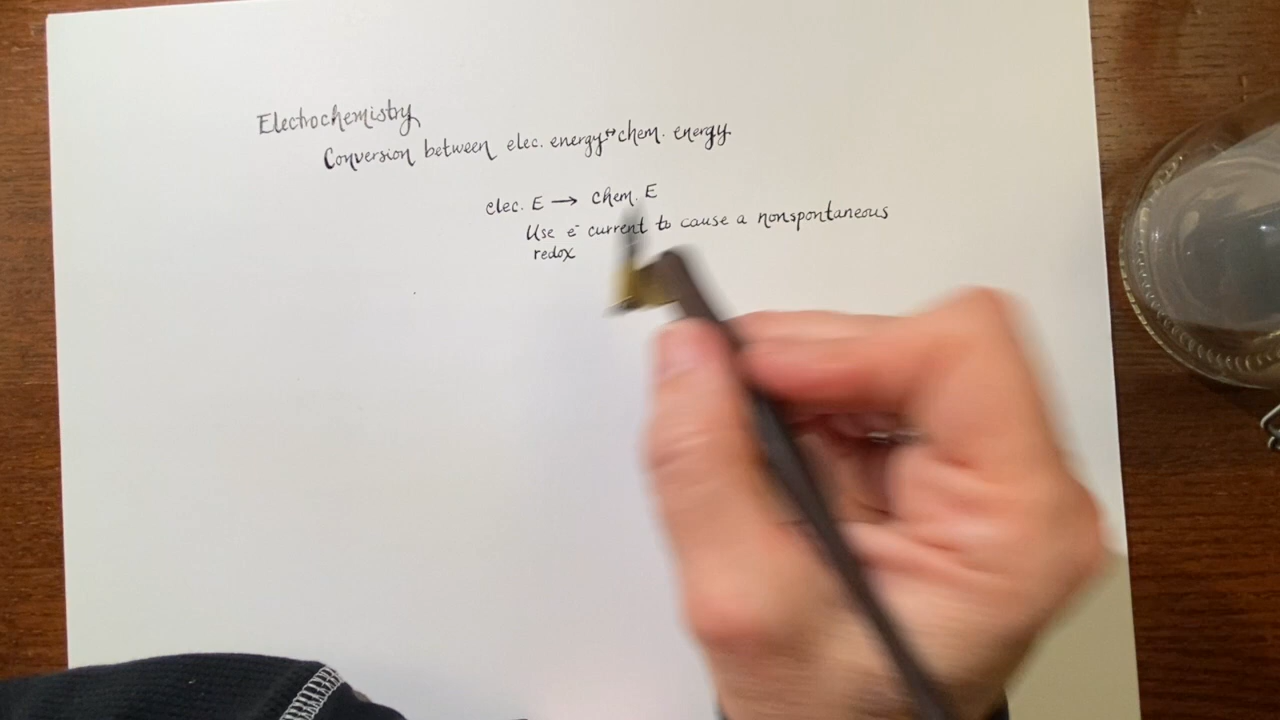 Electrochemistry
Conversion between elec. energy↔chem. energy
elec. E → chem. E
Use e⁻ current to cause a nonspontaneous
redox